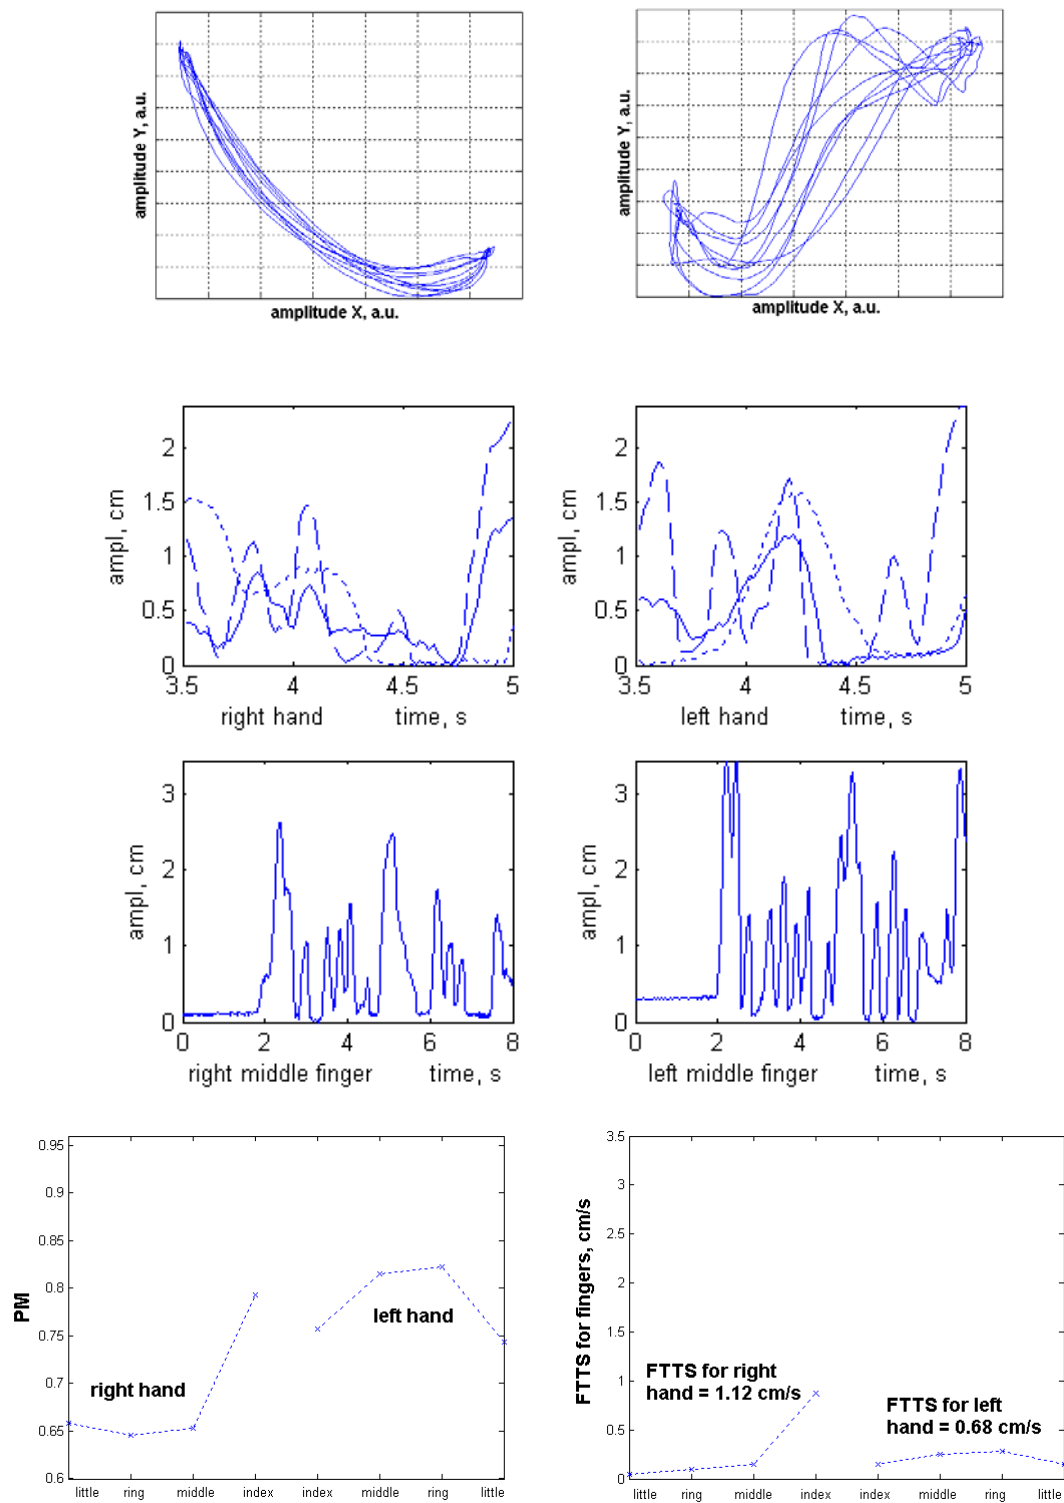 amplitude Y, a.u.
amplitude X, a.u.
amplitude Y, a.u.
amplitude X, a.u.
ampl, cm
2
1.5
1
0.5
0
3.5 4 4.5 5
right hand time, s
ampl, cm
2
1.5
1
0.5
0
3.5 4 4.5 5
left hand time, s
ampl, cm
3
2
1
0
0 2 4 6 8
right middle finger time, s
ampl, cm
3
2
1
0
0 2 4 6 8
left middle finger time, s
PM
0.95
0.9
0.85
0.8
0.75
0.7
0.65
0.6
right hand
left hand
little ring middle index index middle ring little
FTTS for fingers, cm/s
3.5
3
2.5
2
1.5
1
0.5
0
FTTS for right
hand = 1.12 cm/s
FTTS for left
hand = 0.68 cm/s
little ring middle index index middle ring little